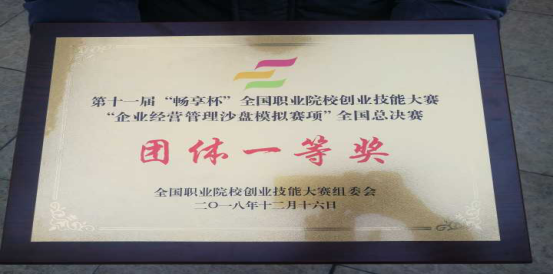 第十一届“畅享杯”全国职业院校创业技能大赛
“企业经营管理沙盘模拟赛项”全国总决赛
团体一等奖
全国职业院校创业技能大赛组委会
二〇一八年十二月十六日